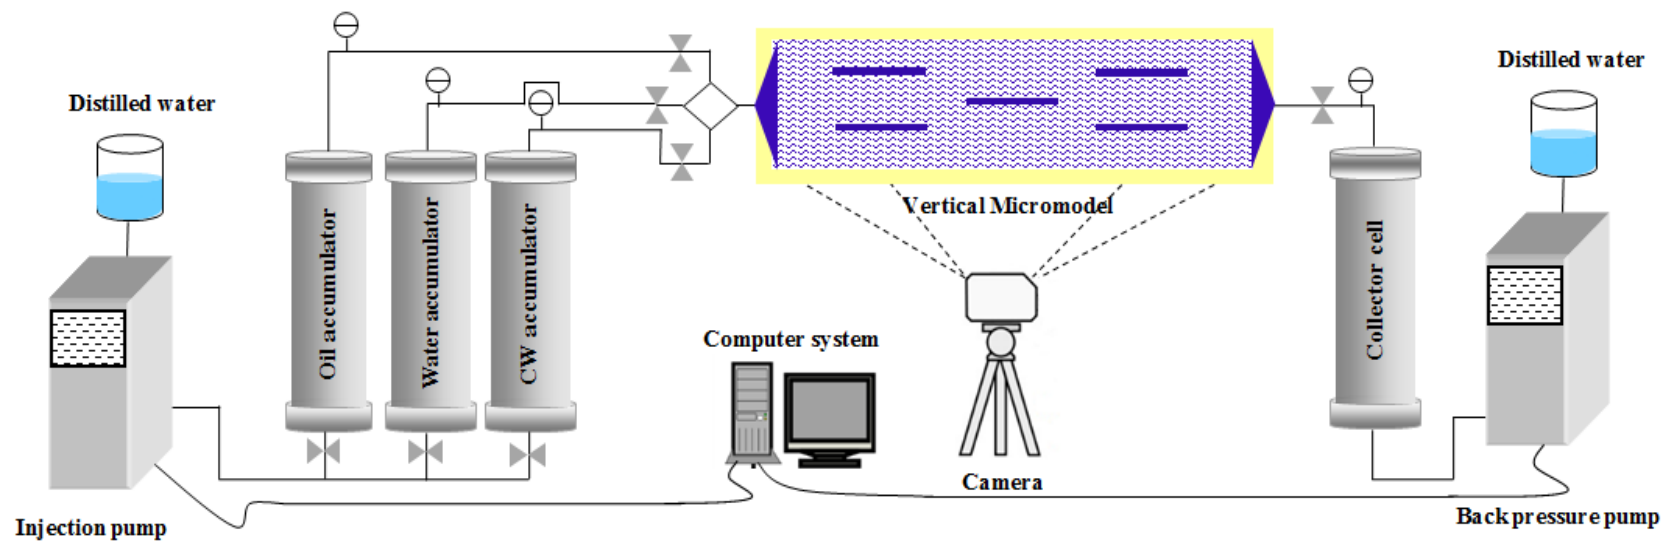 Distilled water
Distilled water
Vertical Micromodel
Oil accumulator
Water accumulator
CW accumulator
Collector cell
Computer system
Camera
Injection pump
Back pressure pump